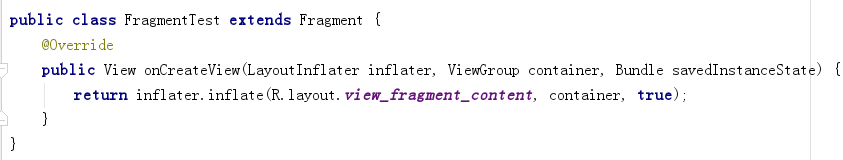 public class FragmentTest extends Fragment {
@Override
public View onCreateView(LayoutInflater inflater, ViewGroup container, Bundle savedInstanceState) {
return inflater.inflate(R.layout.view_fragment_content, container, true);
}
}